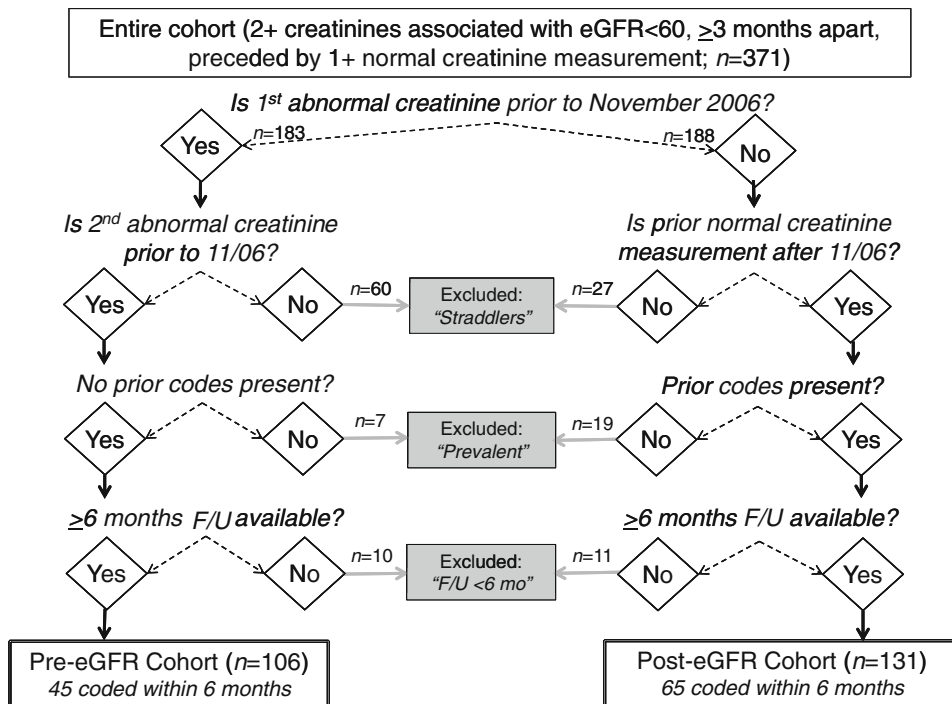 Entire cohort (2+ creatinines associated with eGFR<60, ≥3 months apart,
preceded by 1+ normal creatinine measurement; n=371)
Is 1st abnormal creatinine prior to November 2006?
n=183
n=188
Yes
No
Is 2nd abnormal creatinine
prior to 11/06?
Is prior normal creatinine
measurement after 11/06?
Yes
No
n=60
Excluded:
"Straddlers"
n=27
No
Yes
No prior codes present?
Prior codes present?
Yes
No
n=7
Excluded:
"Prevalent"
n=19
No
Yes
≥6 months F/U available?
≥6 months F/U available?
Yes
No
n=10
Excluded:
"F/U <6 mo"
n=11
No
Yes
Pre-eGFR Cohort (n=106)
45 coded within 6 months
Post-eGFR Cohort (n=131)
65 coded within 6 months